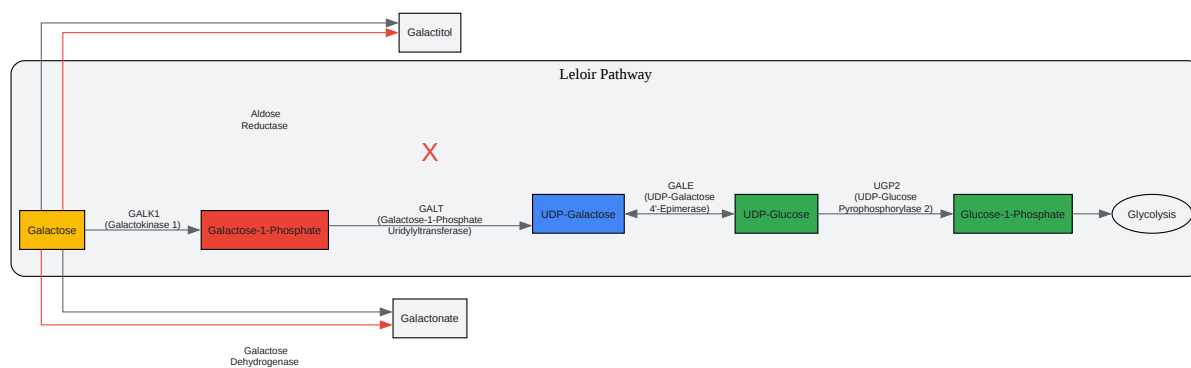 Galactitol
Leloir Pathway
Aldose
Reductase
X
Galactose
GALK1
(Galactokinase 1)
Galactose-1-Phosphate
GALT
(Galactose-1-Phosphate
Uridylyltransferase)
UDP-Galactose
GALE
(UDP-Galactose
4'-Epimerase)
UDP-Glucose
UGP2
(UDP-Glucose
Pyrophosphorylase 2)
Glucose-1-Phosphate
Glycolysis
Galactonate
Galactose
Dehydrogenase